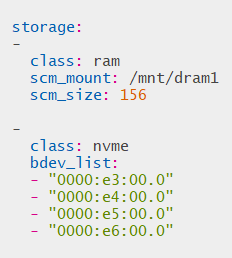 storage:
-
  class: ram
  scm_mount: /mnt/dram1
  scm_size: 156

-
  class: nvme
  bdev_list:
  - "0000:e3:00.0"
  - "0000:e4:00.0"
  - "0000:e5:00.0"
  - "0000:e6:00.0"